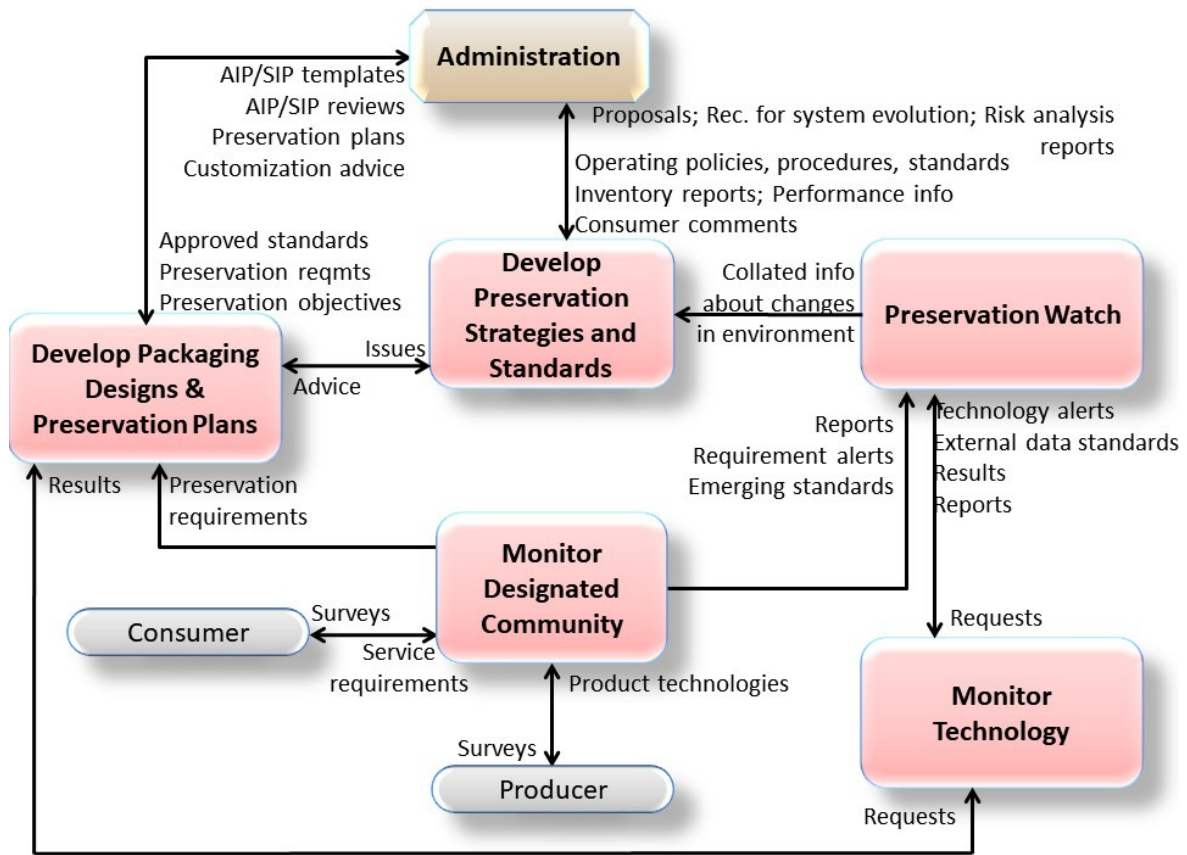 Administration
AIP/SIP templates
AIP/SIP reviews
Preservation plans
Customization advice
Proposals; Rec. for system evolution; Risk analysis
reports
Operating policies, procedures, standards
Inventory reports; Performance info
Consumer comments
Approved standards
Preservation reqmts
Preservation objectives
Develop
Preservation
Strategies and
Standards
Collated info
about changes
in environment
Preservation Watch
Develop Packaging
Designs &
Preservation Plans
Issues
Advice
Reports
Requirement alerts
Emerging standards
Technology alerts
External data standards
Results
Reports
Results
Preservation
requirements
Monitor
Designated
Community
Consumer
Surveys
Service
requirements
Product technologies
Surveys
Producer
Requests
Monitor
Technology
Requests